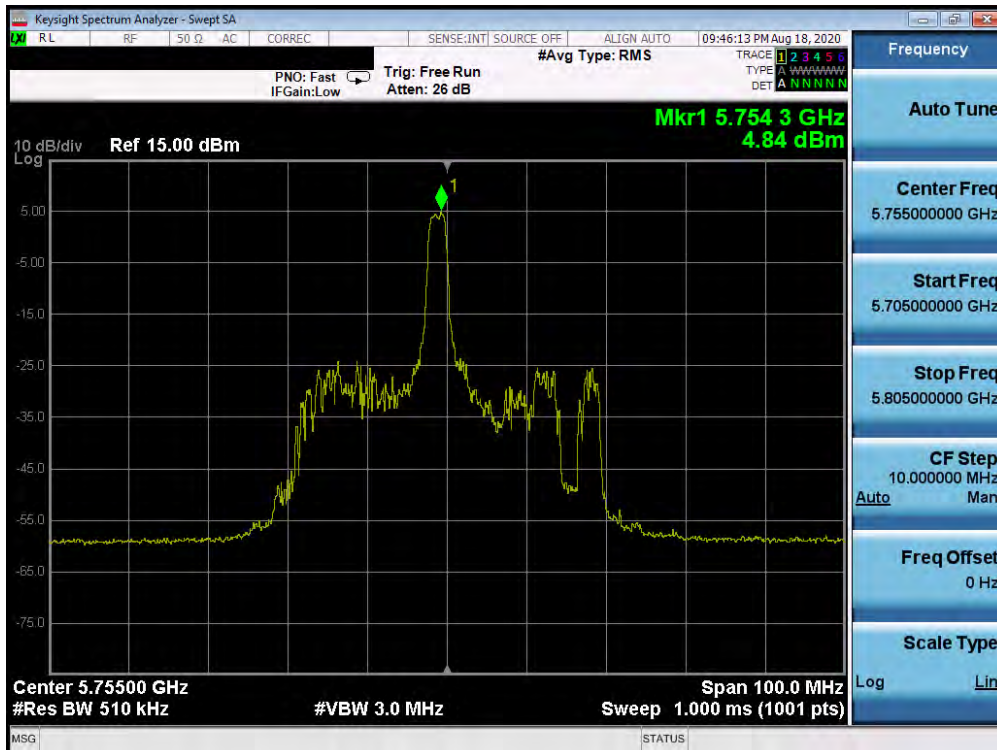 Keysight Spectrum Analyzer - Swept SA
LXI RL RF 50 Ω AC CORREC SENSE:INT SOURCE OFF ALIGN AUTO 09:46:13 PM Aug 18, 2020
#Avg Type: RMS TRACE 1 2 3 4 5 6
PNO: Fast Trig: Free Run TYPE A WWWWW
IFGain:Low Atten: 26 dB DET A N N N N N
Mkr1 5.754 3 GHz
4.84 dBm
10 dB/div Ref 15.00 dBm
Log
1
5.00
-5.00
-15.0
-25.0
-35.0
-45.0
-55.0
-65.0
-75.0
Center 5.75500 GHz Span 100.0 MHz
#Res BW 510 kHz #VBW 3.0 MHz Sweep 1.000 ms (1001 pts)
MSG STATUS
Frequency
Auto Tune
Center Freq
5.755000000 GHz
Start Freq
5.705000000 GHz
Stop Freq
5.805000000 GHz
CF Step
10.000000 MHz
Auto Man
Freq Offset
0 Hz
Scale Type
Log Lin